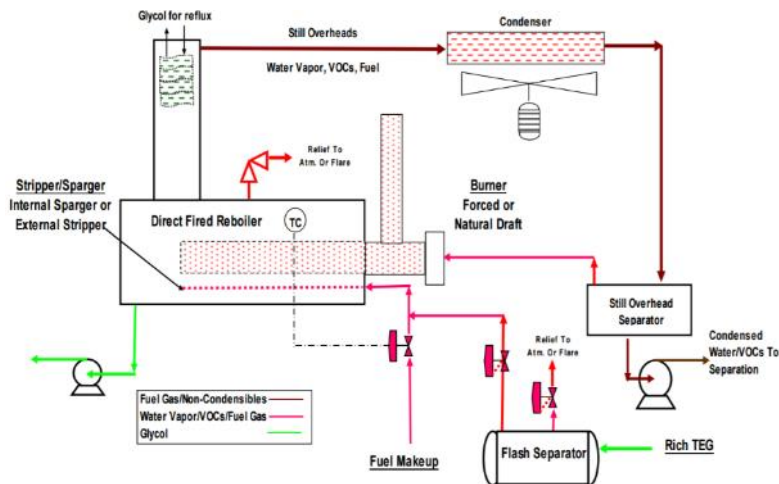 Glycol for reflux
Still Overheads
Water Vapor, VOCs, Fuel
Condenser
Relief To
Atm. Or Flare
Stripper/Sparger
Internal Sparger or
External Stripper
Direct Fired Reboiler
TC
Burner
Forced or
Natural Draft
Still Overhead
Separator
Condensed
Water/VOCs To
Separation
Relief To
Atm. Or Flare
Fuel Gas/Non-Condensibles
Water Vapor/VOCs/Fuel Gas
Glycol
Fuel Makeup
Flash Separator
Rich TEG